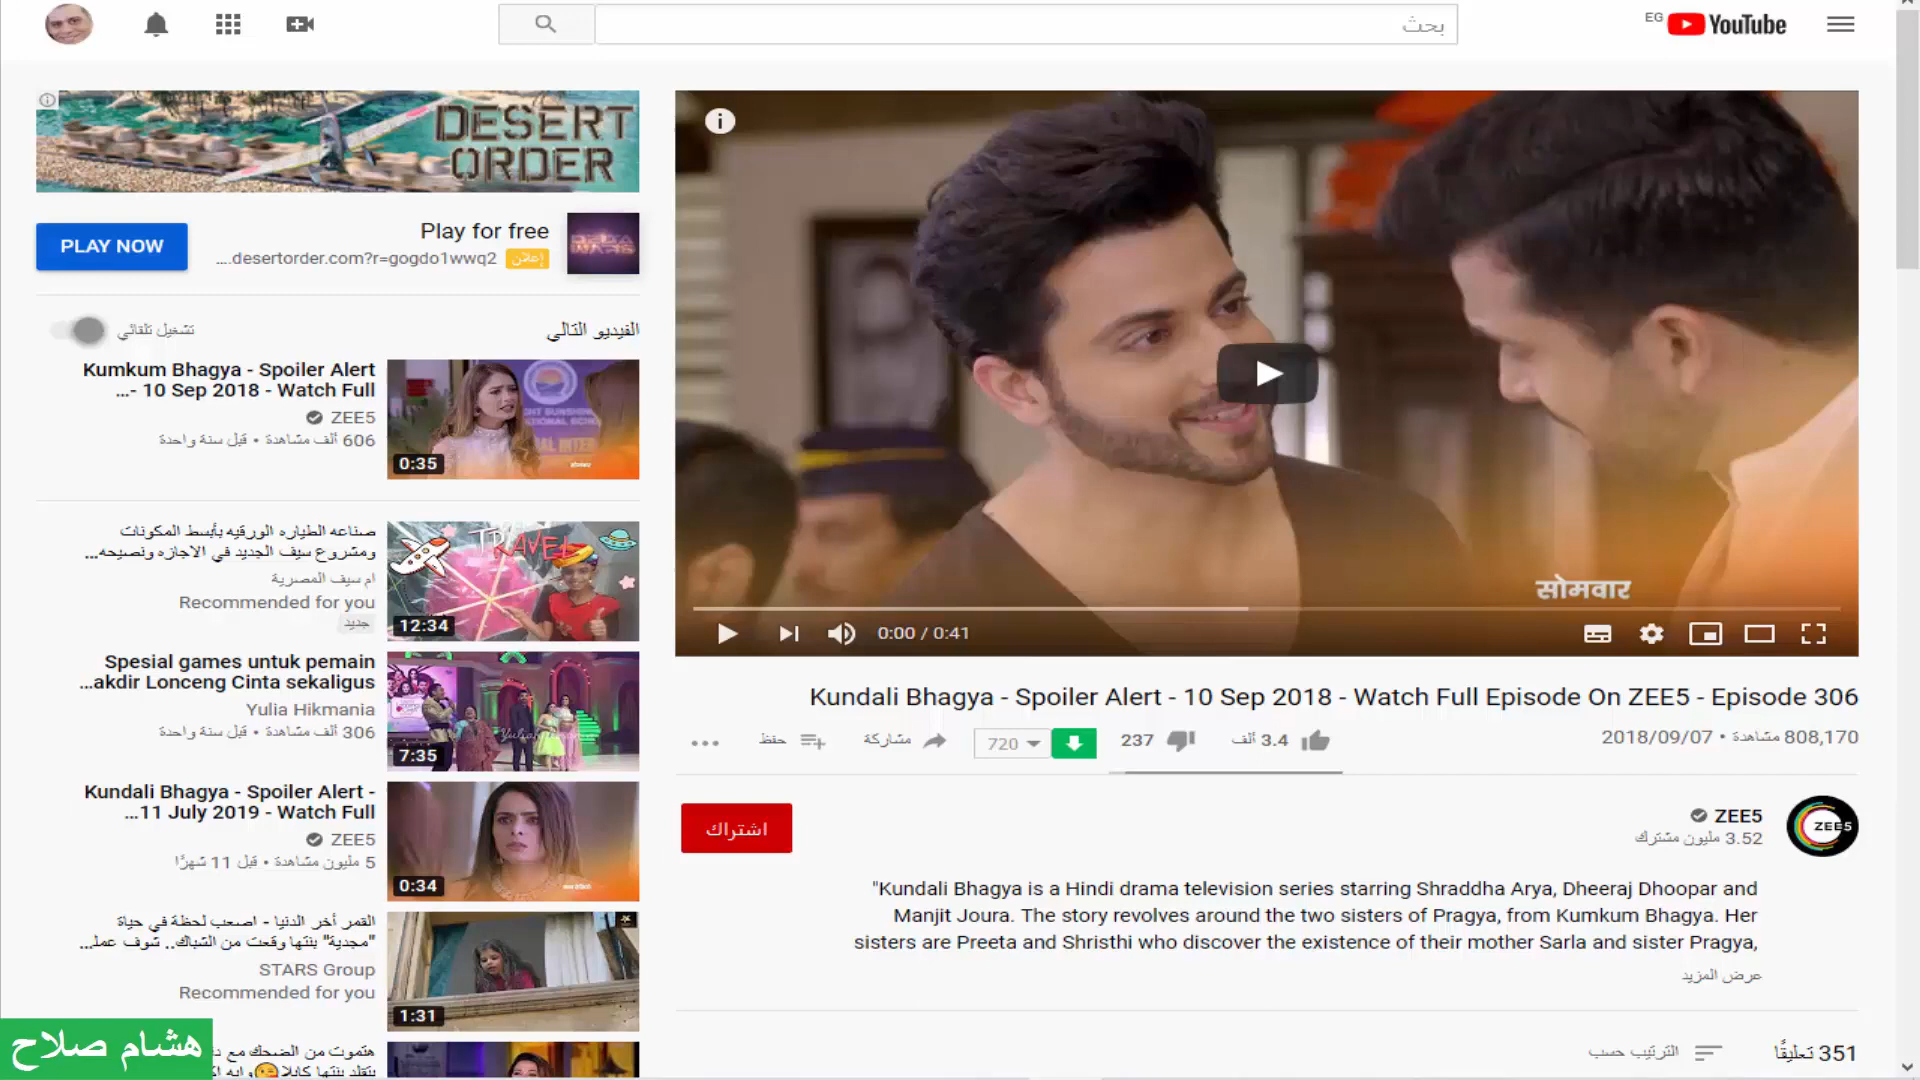 بحث
EG
YouTube
DESERT
ORDER
Play for free
PLAY NOW
إعلان
desertorder.com?r=gogdo1wwq2....
الفيديو التالي
تشغيل تلقائي
Kumkum Bhagya - Spoiler Alert
- 10 Sep 2018 - Watch Full...
ZEE5
606 ألف مشاهدة • قبل سنة واحدة
0:35
صناعه الطياره الورقيه بأبسط المكونات
ومشروع سيف الجديد في الاجازه ونصيحه...
ام سيف المصرية
Recommended for you
جديد
TRAVEL
12:34
Spesial games untuk pemain
akdir Lonceng Cinta sekaligus...
Yulia Hikmania
306 ألف مشاهدة • قبل سنة واحدة
7:35
Kundali Bhagya - Spoiler Alert -
11 July 2019 - Watch Full...
ZEE5
5 مليون مشاهدة • قبل 11 شهرًا
0:34
القمر أخر الدنيا - اصعب لحظة في حياة
"مجدية" بنتها وقعت من الشباك.. شوف عملـ...
STARS Group
Recommended for you
1:31
هتموت من الضحك مع
هشام صلاح
सोमवार
0:00 / 0:41
Kundali Bhagya - Spoiler Alert - 10 Sep 2018 - Watch Full Episode On ZEE5 - Episode 306
808,170 مشاهدة • 2018/09/07
3.4 ألف
237
720
مشاركة
حفظ
ZEE5
ZEE5
3.52 مليون مشترك
اشتراك
"Kundali Bhagya is a Hindi drama television series starring Shraddha Arya, Dheeraj Dhoopar and
Manjit Joura. The story revolves around the two sisters of Pragya, from Kumkum Bhagya. Her
sisters are Preeta and Shristhi who discover the existence of their mother Sarla and sister Pragya,
عرض المزيد
351 تعليقًا
الترتيب حسب